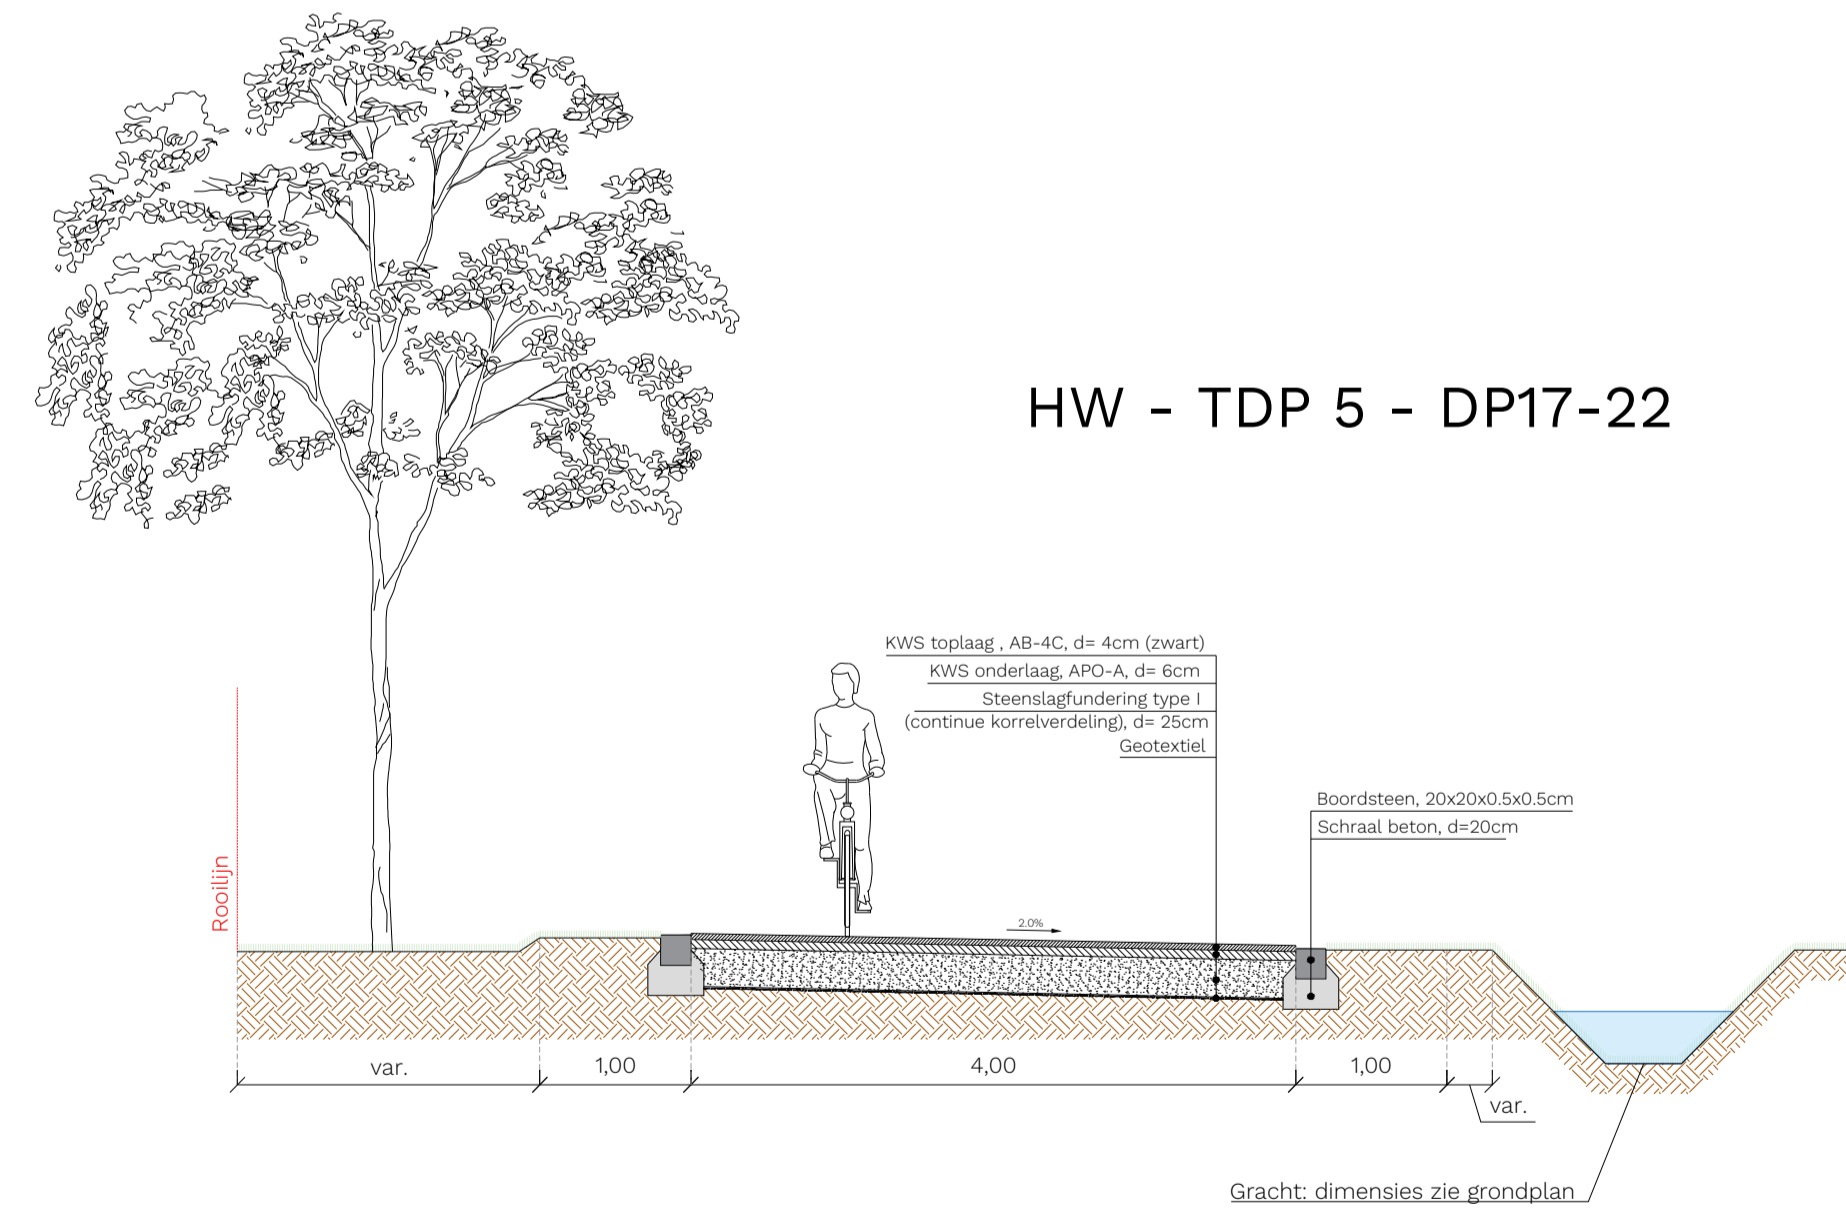 HW - TDP 5 - DP17-22
KWS toplaag , AB-4C, d= 4cm (zwart)
KWS onderlaag, APO-A, d= 6cm
Steenslagfundering type I
(continue korrelverdeling), d= 25cm
Geotextiel
Boordsteen, 20x20x0.5x0.5cm
Schraal beton, d=20cm
Rooilijn
2.0%
var.
1,00
4,00
1,00
var.
Gracht: dimensies zie grondplan